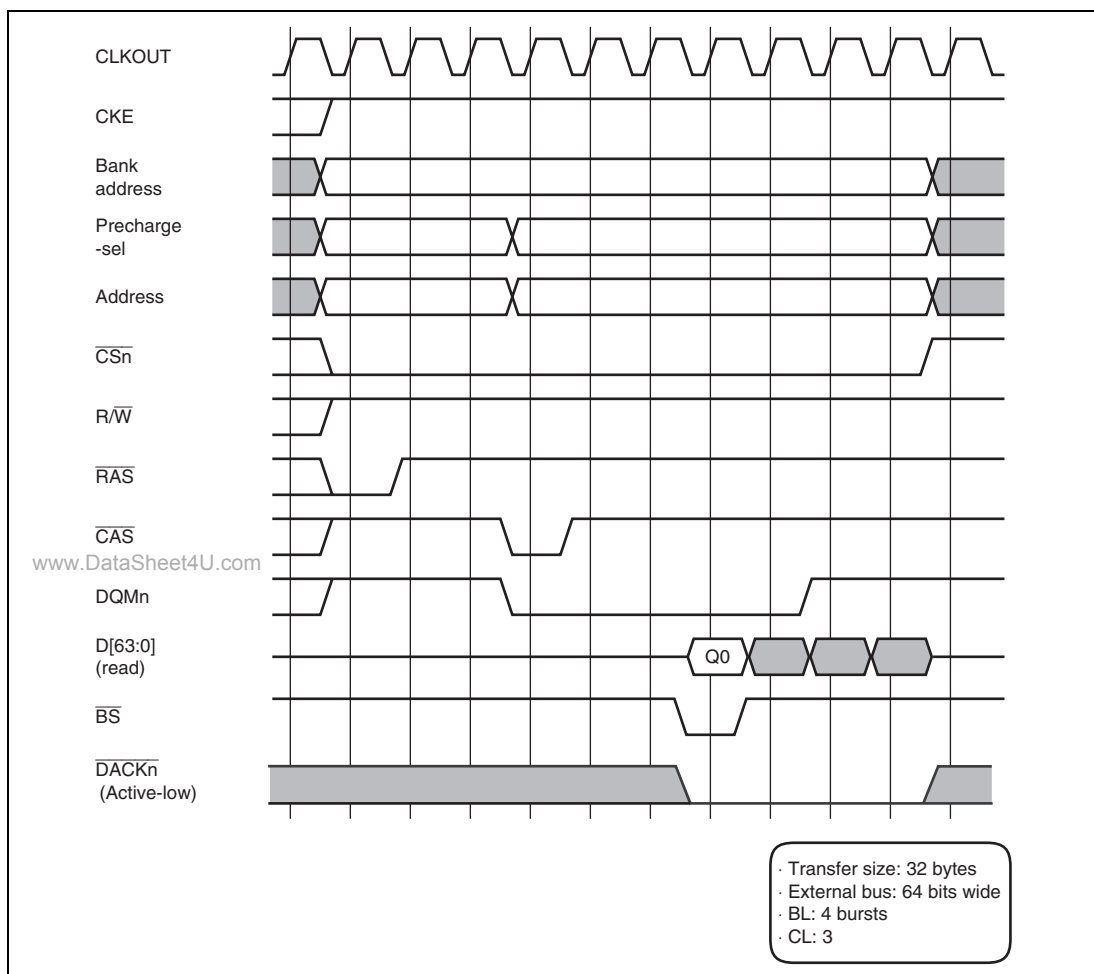 CLKOUT
CKE
Bank
address
Precharge
-sel
Address
CSn
R/W
RAS
CAS
www.DataSheet4U.com
DQMn
D[63:0]
(read)
Q0
BS
DACKn
(Active-low)
· Transfer size: 32 bytes
· External bus: 64 bits wide
· BL: 4 bursts
· CL: 3